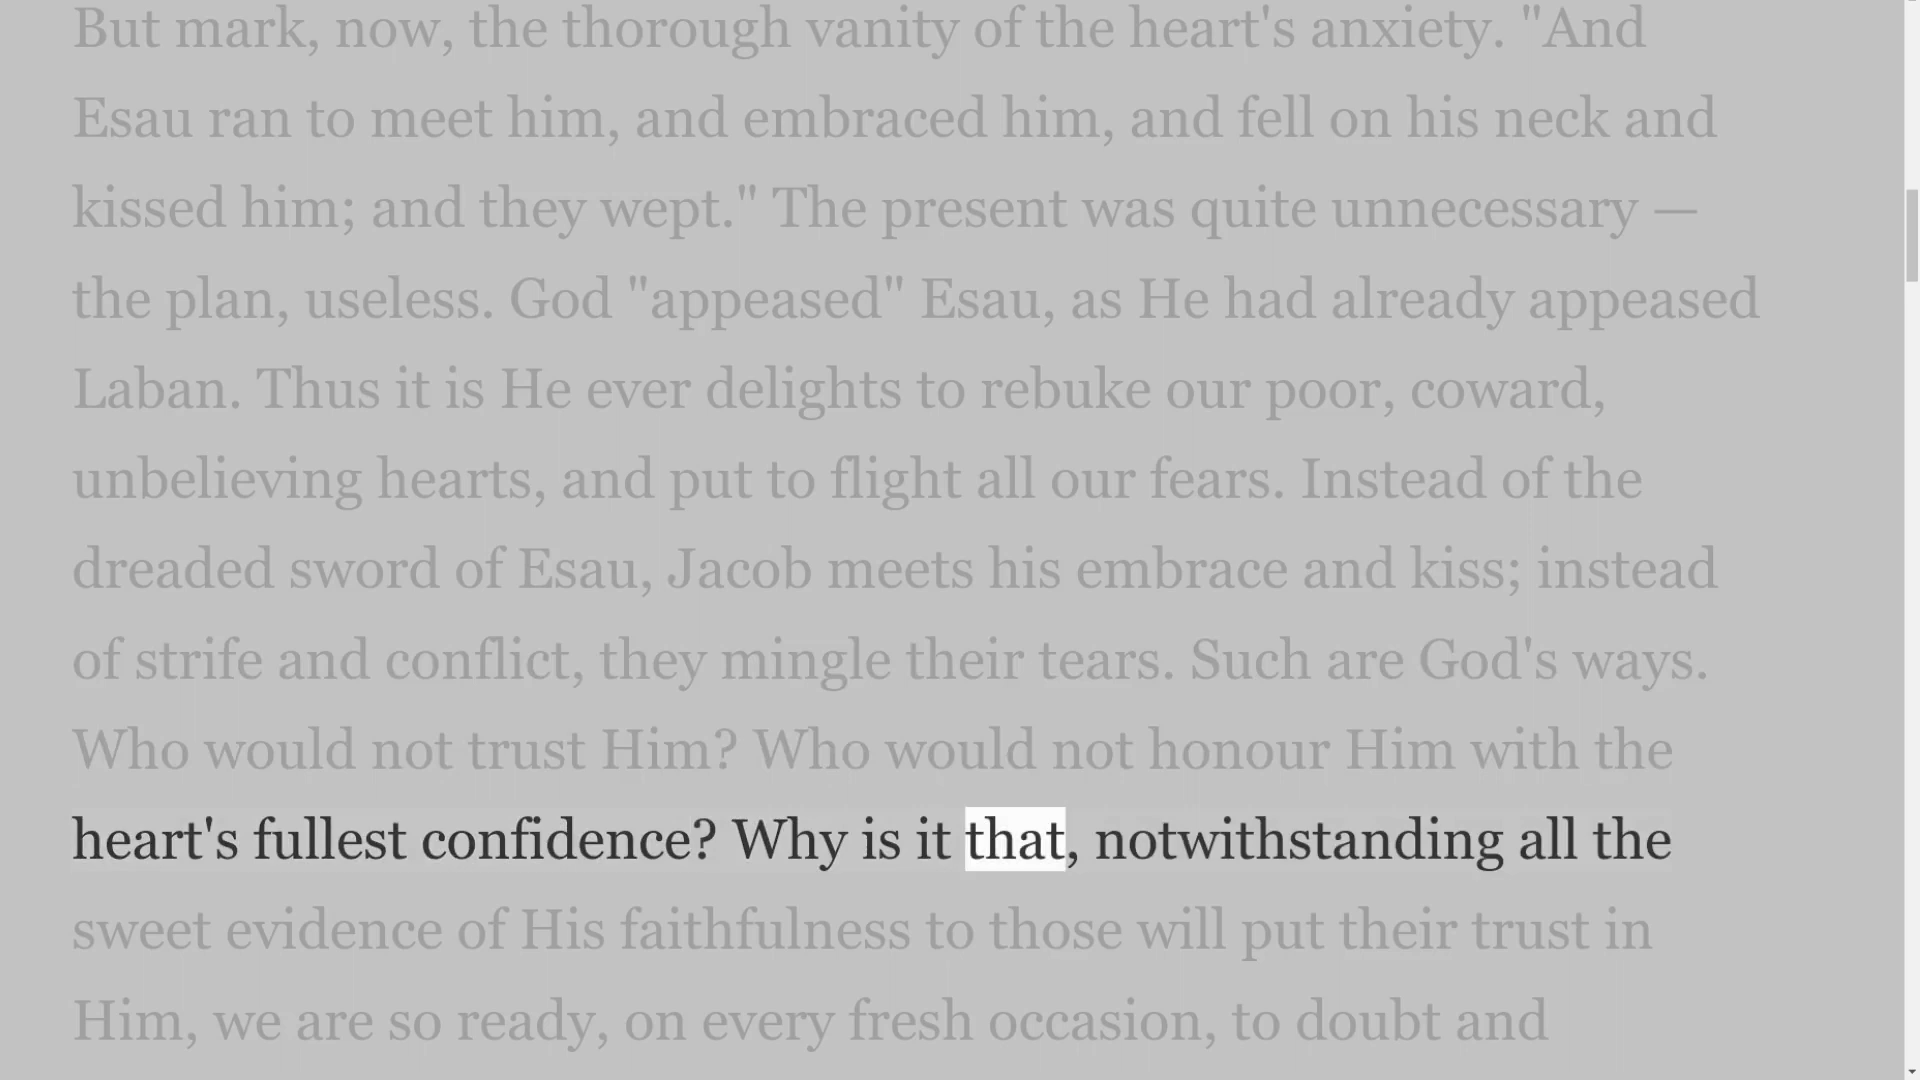 But mark, now, the thorough vanity of the heart's anxiety. "And
Esau ran to meet him, and embraced him, and fell on his neck and
kissed him; and they wept." The present was quite unnecessary —
the plan, useless. God "appeased" Esau, as He had already appeased
Laban. Thus it is He ever delights to rebuke our poor, coward,
unbelieving hearts, and put to flight all our fears. Instead of the
dreaded sword of Esau, Jacob meets his embrace and kiss; instead
of strife and conflict, they mingle their tears. Such are God's ways.
Who would not trust Him? Who would not honour Him with the
heart's fullest confidence? Why is it that, notwithstanding all the
sweet evidence of His faithfulness to those will put their trust in
Him, we are so ready, on every fresh occasion, to doubt and